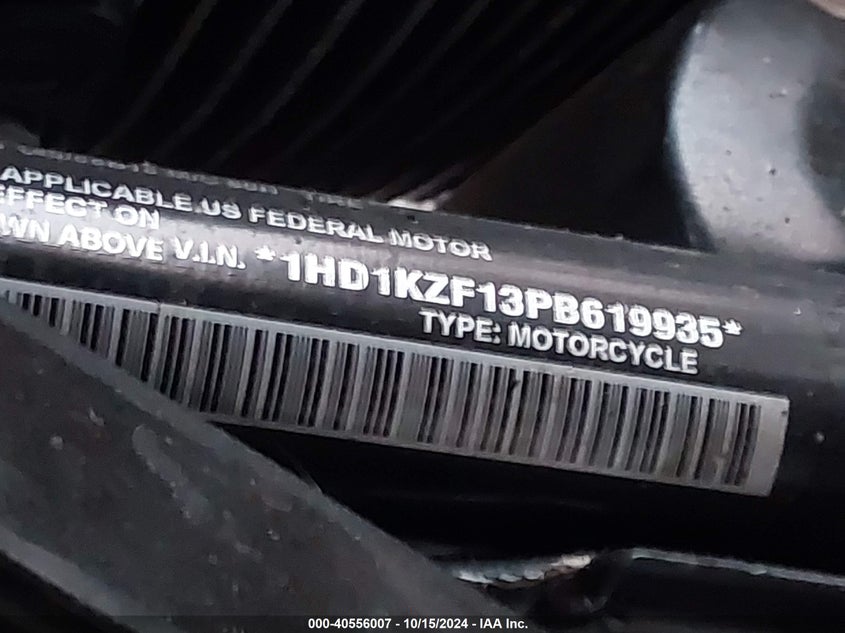 APPLICABLE US FEDERAL MOTOR
EFFECT ON
WN ABOVE V.I.N. *1HD1KZF13PB619935*
TYPE: MOTORCYCLE
000-40556007 - 10/15/2024 - IAA Inc.